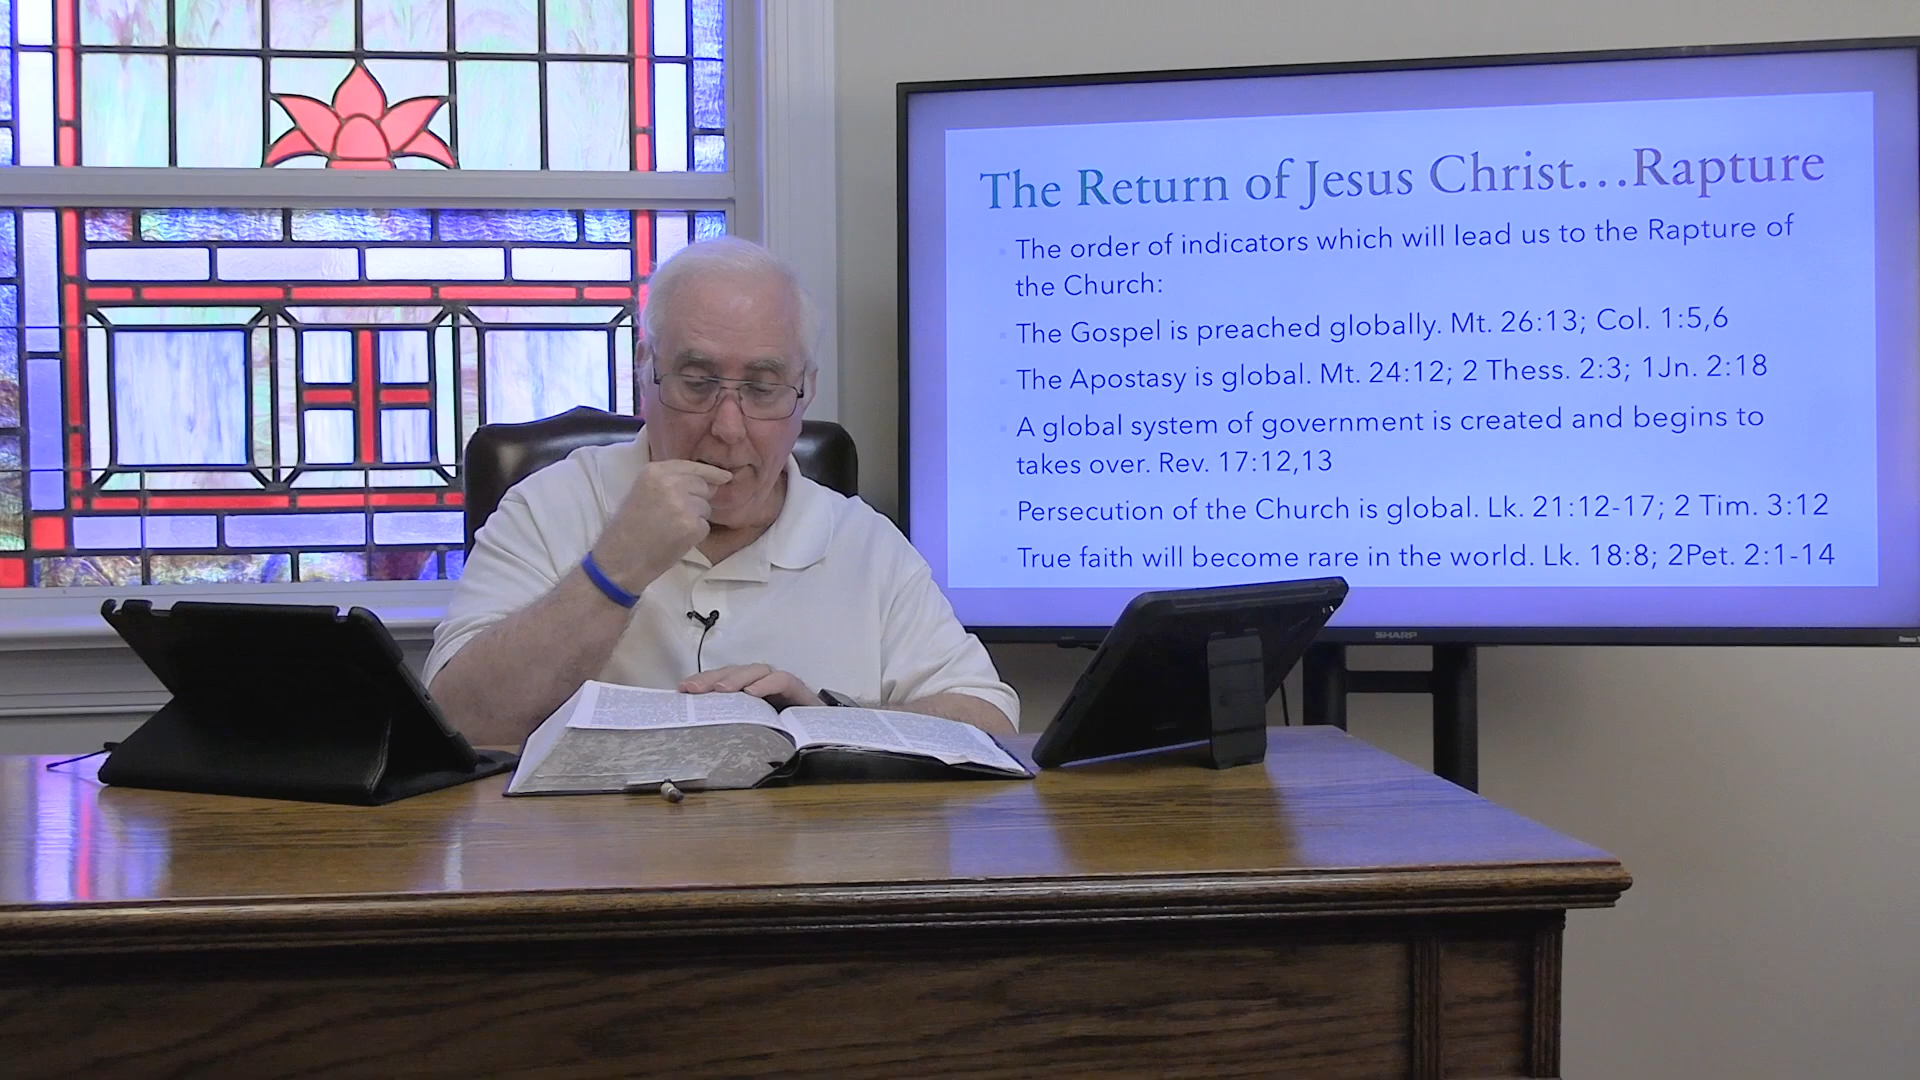 The Return of Jesus Christ...Rapture
The order of indicators which will lead us to the Rapture of
the Church:
The Gospel is preached globally. Mt. 26:13; Col. 1:5,6
The Apostasy is global. Mt. 24:12; 2 Thess. 2:3; 1Jn. 2:18
A global system of government is created and begins to
takes over. Rev. 17:12,13
Persecution of the Church is global. Lk. 21:12-17; 2 Tim. 3:12
True faith will become rare in the world. Lk. 18:8; 2Pet. 2:1-14
SHARP